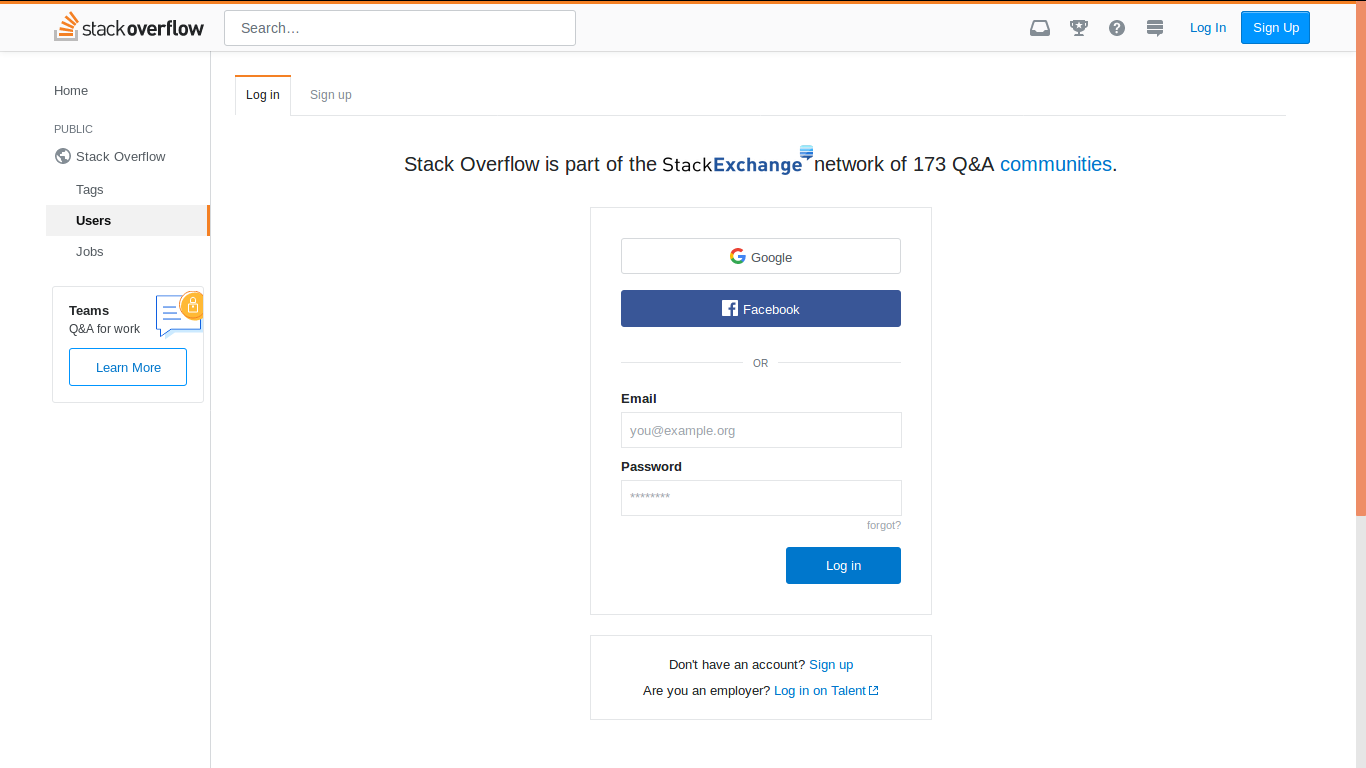 stack overflow
Search…
Log In
Sign Up
Home
PUBLIC
Stack Overflow
Tags
Users
Jobs
Teams
Q&A for work
Learn More
Log in
Sign up
Stack Overflow is part of the StackExchange network of 173 Q&A communities.
Google
Facebook
OR
Email
you@example.org
Password
********
forgot?
Log in
Don't have an account? Sign up
Are you an employer? Log in on Talent